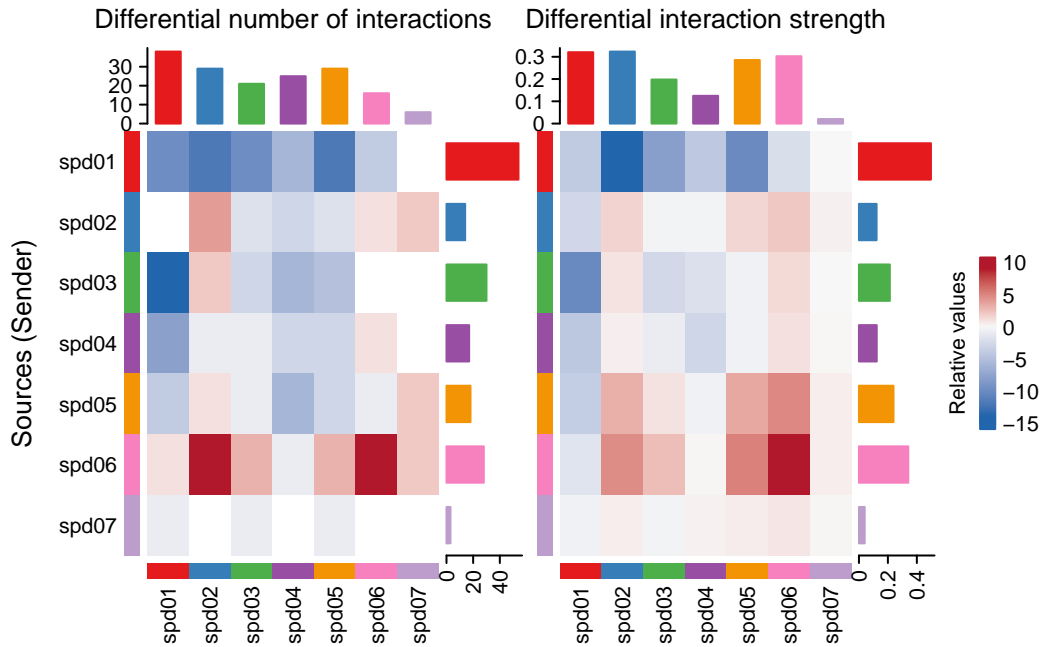 Differential number of interactions
Differential interaction strength
30
20
10
0
0.3
0.2
0.1
0
Sources (Sender)
spd01
spd02
spd03
spd04
spd05
spd06
spd07
0
20
40
0
0.2
0.4
spd01
spd02
spd03
spd04
spd05
spd06
spd07
spd01
spd02
spd03
spd04
spd05
spd06
spd07
Relative values
10
5
0
−5
−10
−15